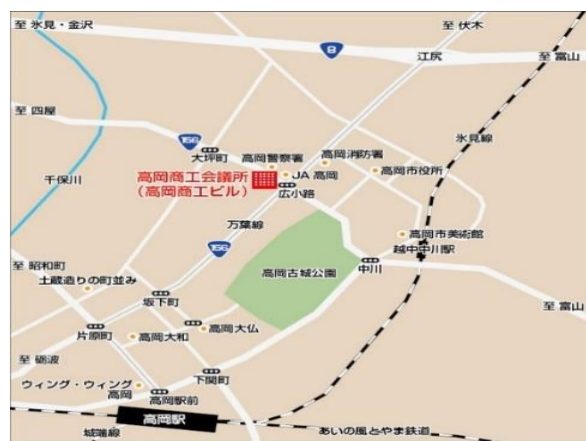 至 氷見・金沢
至 伏木
8
江尻
至 富山
至 四屋
氷見線
156
大坪町
高岡警察署
高岡消防署
千保川
高岡商工会議所
(高岡商工ビル)
JA 高岡
高岡市役所
広小路
万葉線
高岡市美術館
越中中川駅
156
至 昭和町
高岡古城公園
中川
土蔵造りの町並み
坂下町
至 富山
片原町
高岡大和
高岡大仏
至 砺波
下関町
ウィング・ウィング
高岡
高岡駅前
高岡駅
城端線
あいの風とやま鉄道